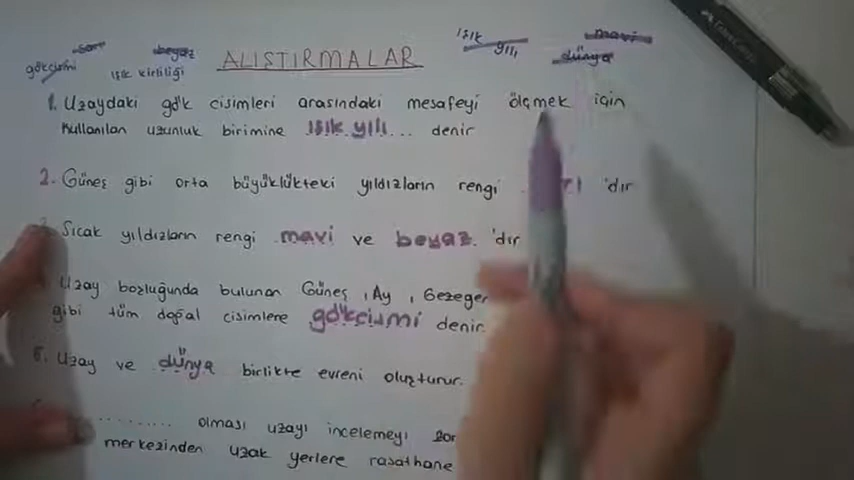 sarı beyaz ALIŞTIRMALAR ışık yılı mavi
gökcismi ışık kirliliği dünya
1. Uzaydaki gök cisimleri arasındaki mesafeyi ölçmek için
kullanılan uzunluk birimine ışık yılı... denir
2. Güneş gibi orta büyüklükteki yıldızların rengi 'dır
Sıcak yıldızların rengi mavi ve beyaz 'dır
Uzay boşluğunda bulunan Güneş, Ay, Gezegen
gibi tüm doğal cisimlere gökcismi denir.
5. Uzay ve dünya birlikte evreni oluşturur.
......... olması uzayı incelemeyi
merkezinden uzak yerlere rasathane